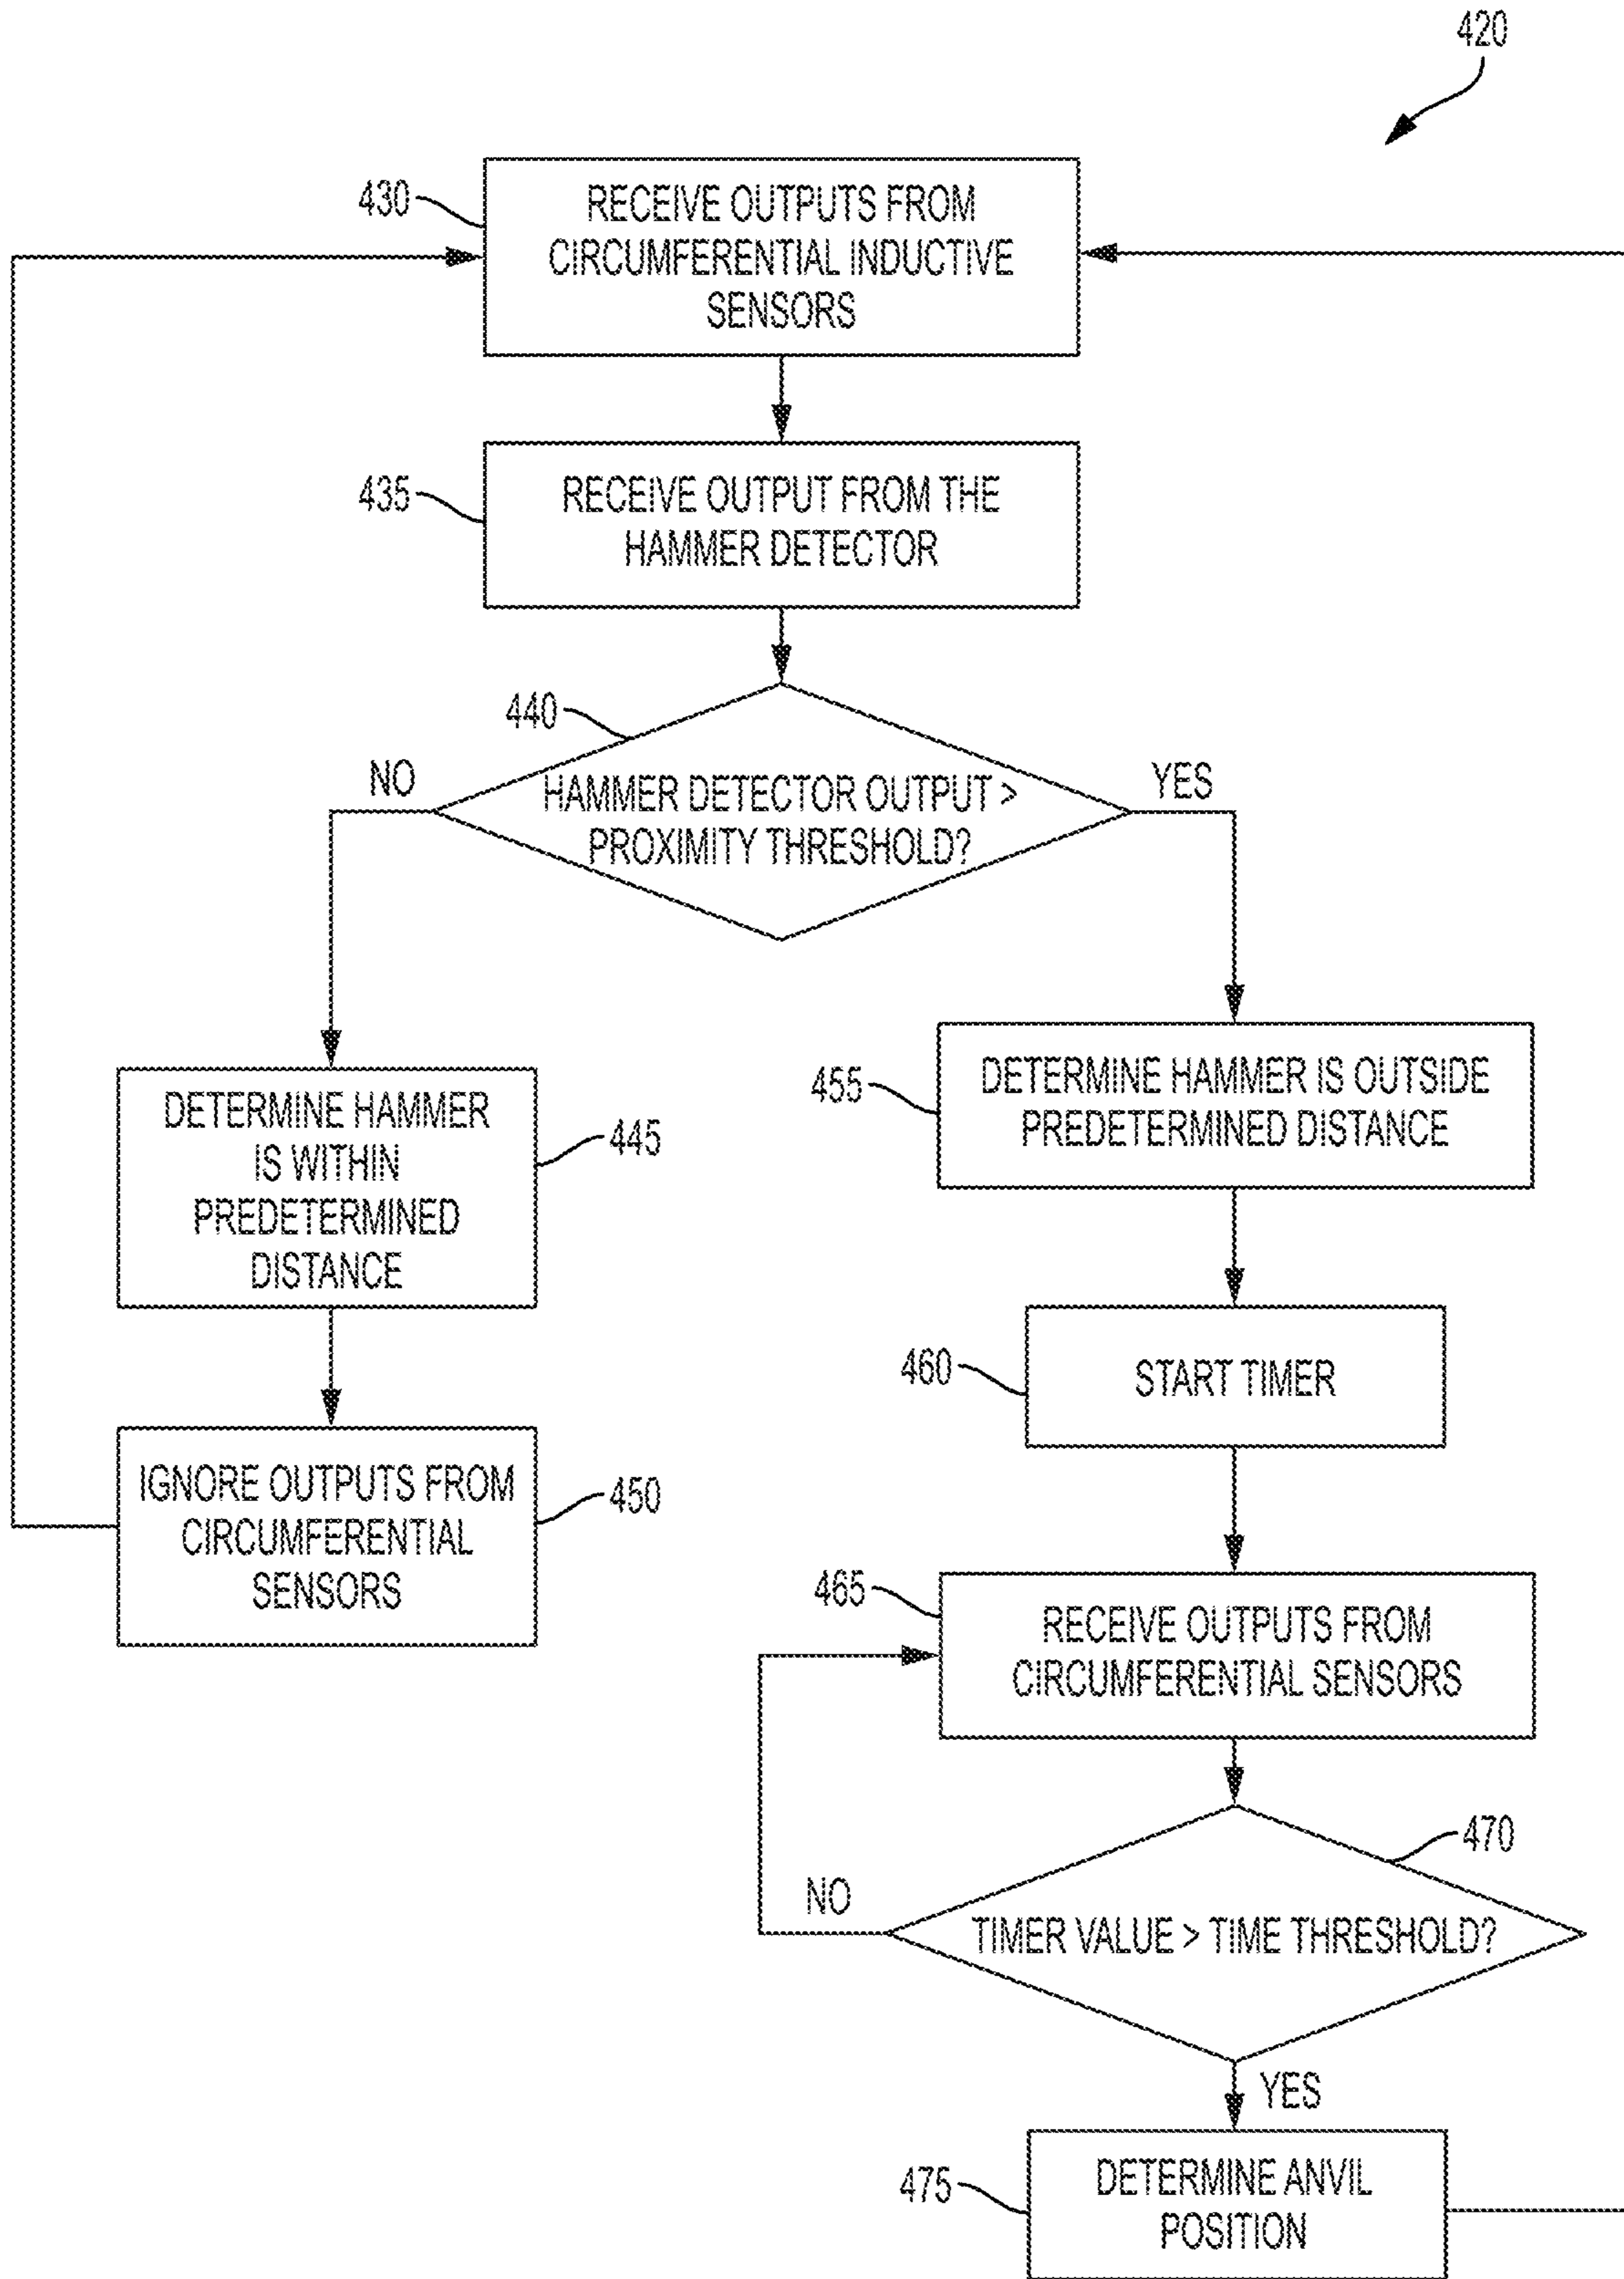 420
430
RECEIVE OUTPUTS FROM
CIRCUMFERENTIAL INDUCTIVE
SENSORS
435
RECEIVE OUTPUT FROM THE
HAMMER DETECTOR
440
NO
HAMMER DETECTOR OUTPUT >
PROXIMITY THRESHOLD?
YES
DETERMINE HAMMER
IS WITHIN
PREDETERMINED
DISTANCE
445
IGNORE OUTPUTS FROM
CIRCUMFERENTIAL
SENSORS
450
455
DETERMINE HAMMER IS OUTSIDE
PREDETERMINED DISTANCE
460
START TIMER
465
RECEIVE OUTPUTS FROM
CIRCUMFERENTIAL SENSORS
470
NO
TIMER VALUE > TIME THRESHOLD?
YES
475
DETERMINE ANVIL
POSITION